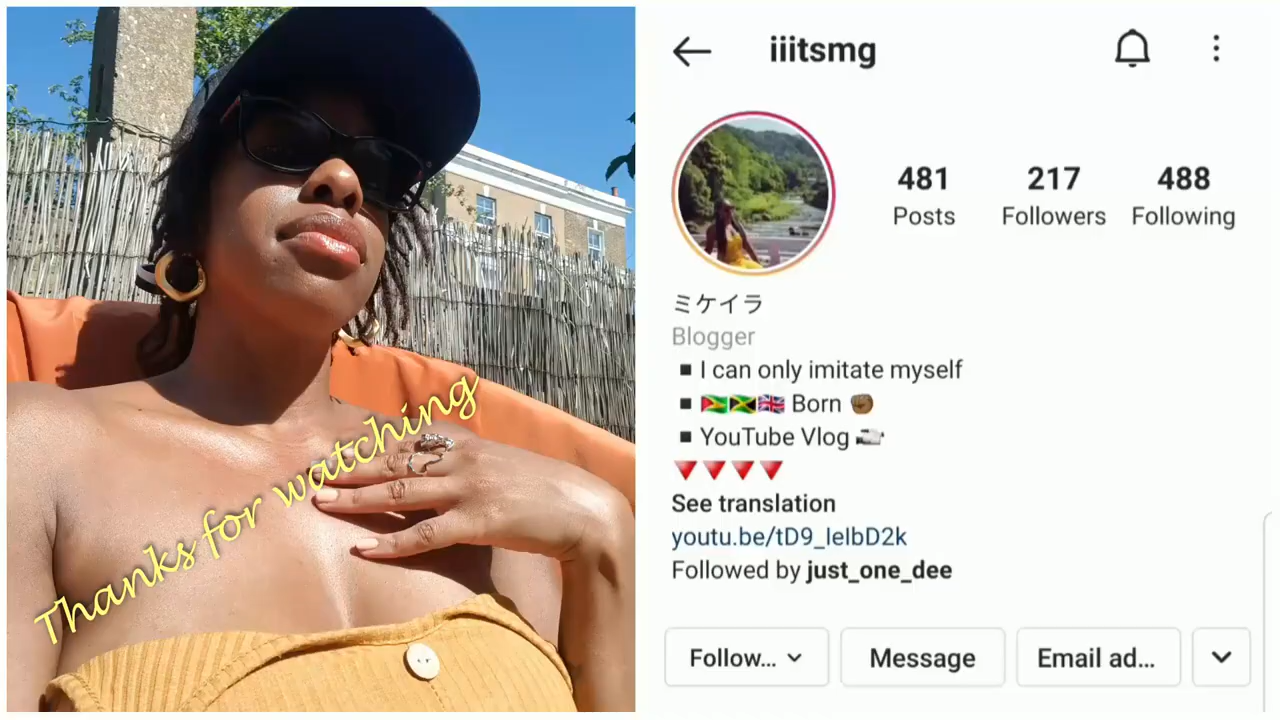 Thanks for watching
iiitsmg
481
217
488
Posts
Followers
Following
ミケイラ
Blogger
▪️I can only imitate myself
▪️🇬🇾🇯🇲🇬🇧 Born ✊🏾
▪️YouTube Vlog 📹
🔻🔻🔻🔻
See translation
youtu.be/tD9_IeIbD2k
Followed by just_one_dee
Follow...
Message
Email ad...